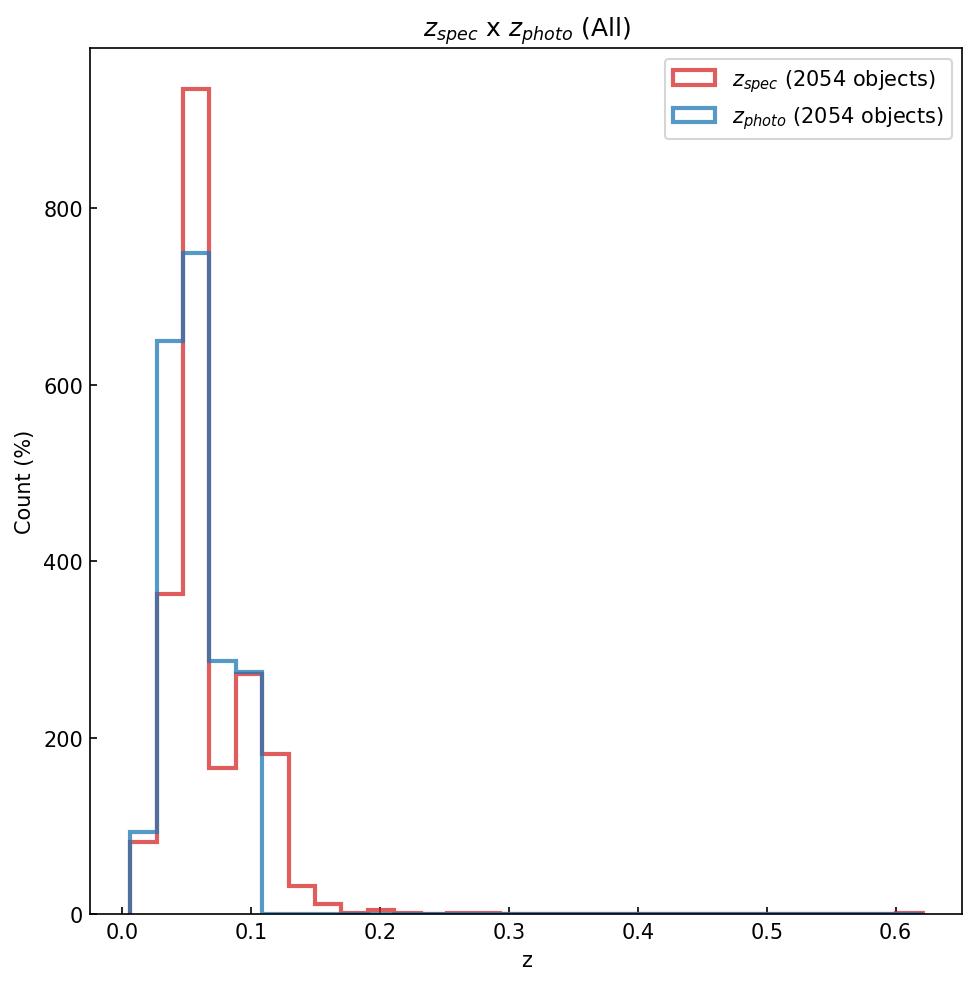 z_spec x z_photo (All)
z_spec (2054 objects)
z_photo (2054 objects)
Count (%)
800
600
400
200
0
0.0 0.1 0.2 0.3 0.4 0.5 0.6
z